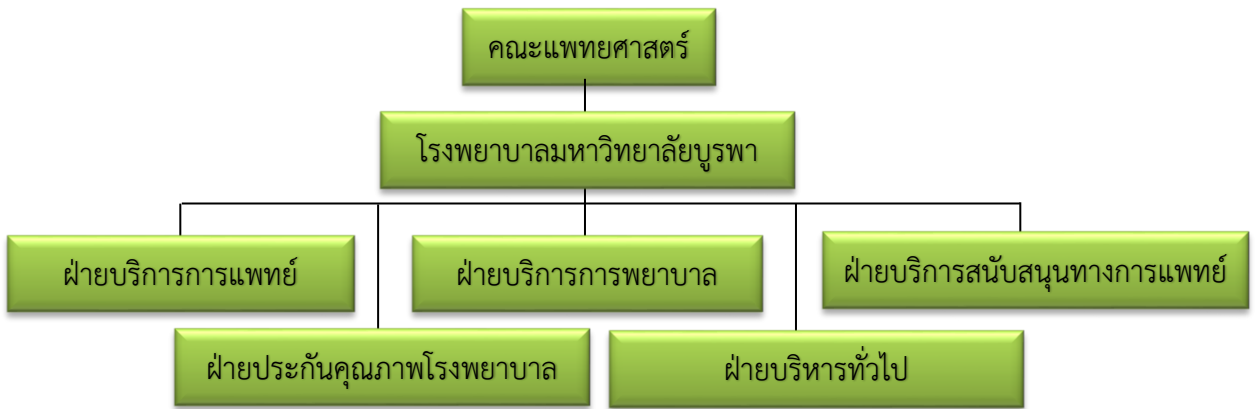 คณะแพทยศาสตร์
โรงพยาบาลมหาวิทยาลัยบูรพา
ฝ่ายบริการการแพทย์
ฝ่ายบริการการพยาบาล
ฝ่ายบริการสนับสนุนทางการแพทย์
ฝ่ายประกันคุณภาพโรงพยาบาล
ฝ่ายบริหารทั่วไป